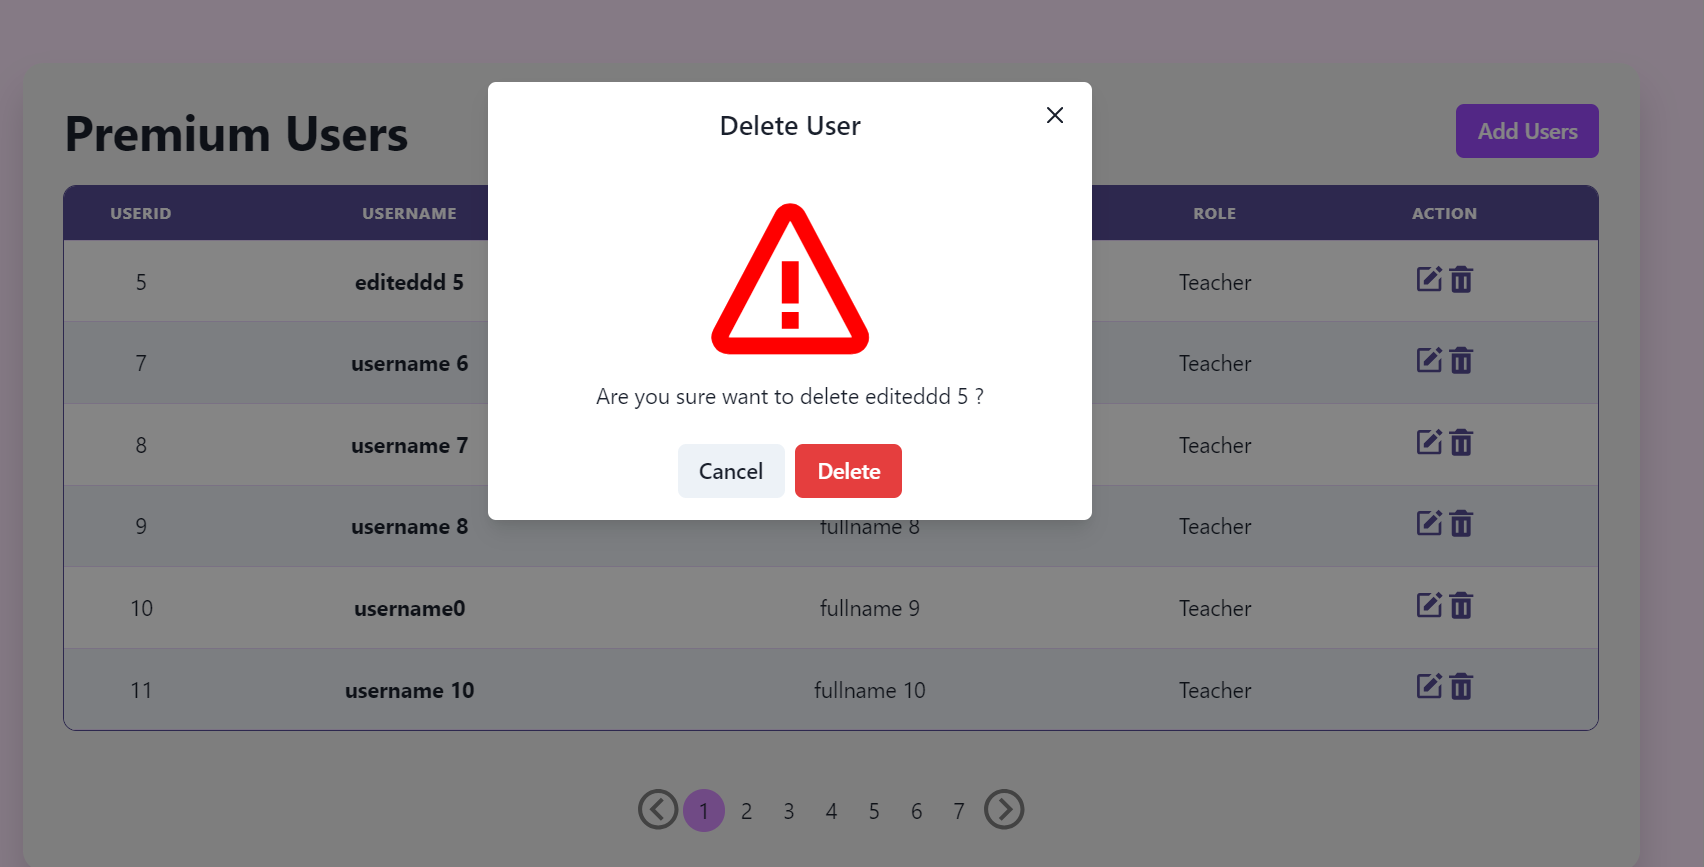 Delete User
Premium Users
Add Users
USERID USERNAME ROLE ACTION
5 editeddd 5 Teacher
7 username 6 Teacher
Are you sure want to delete editeddd 5 ?
8 username 7 Teacher
Cancel Delete
9 username 8 fullname 8 Teacher
10 username0 fullname 9 Teacher
11 username 10 fullname 10 Teacher
1 2 3 4 5 6 7